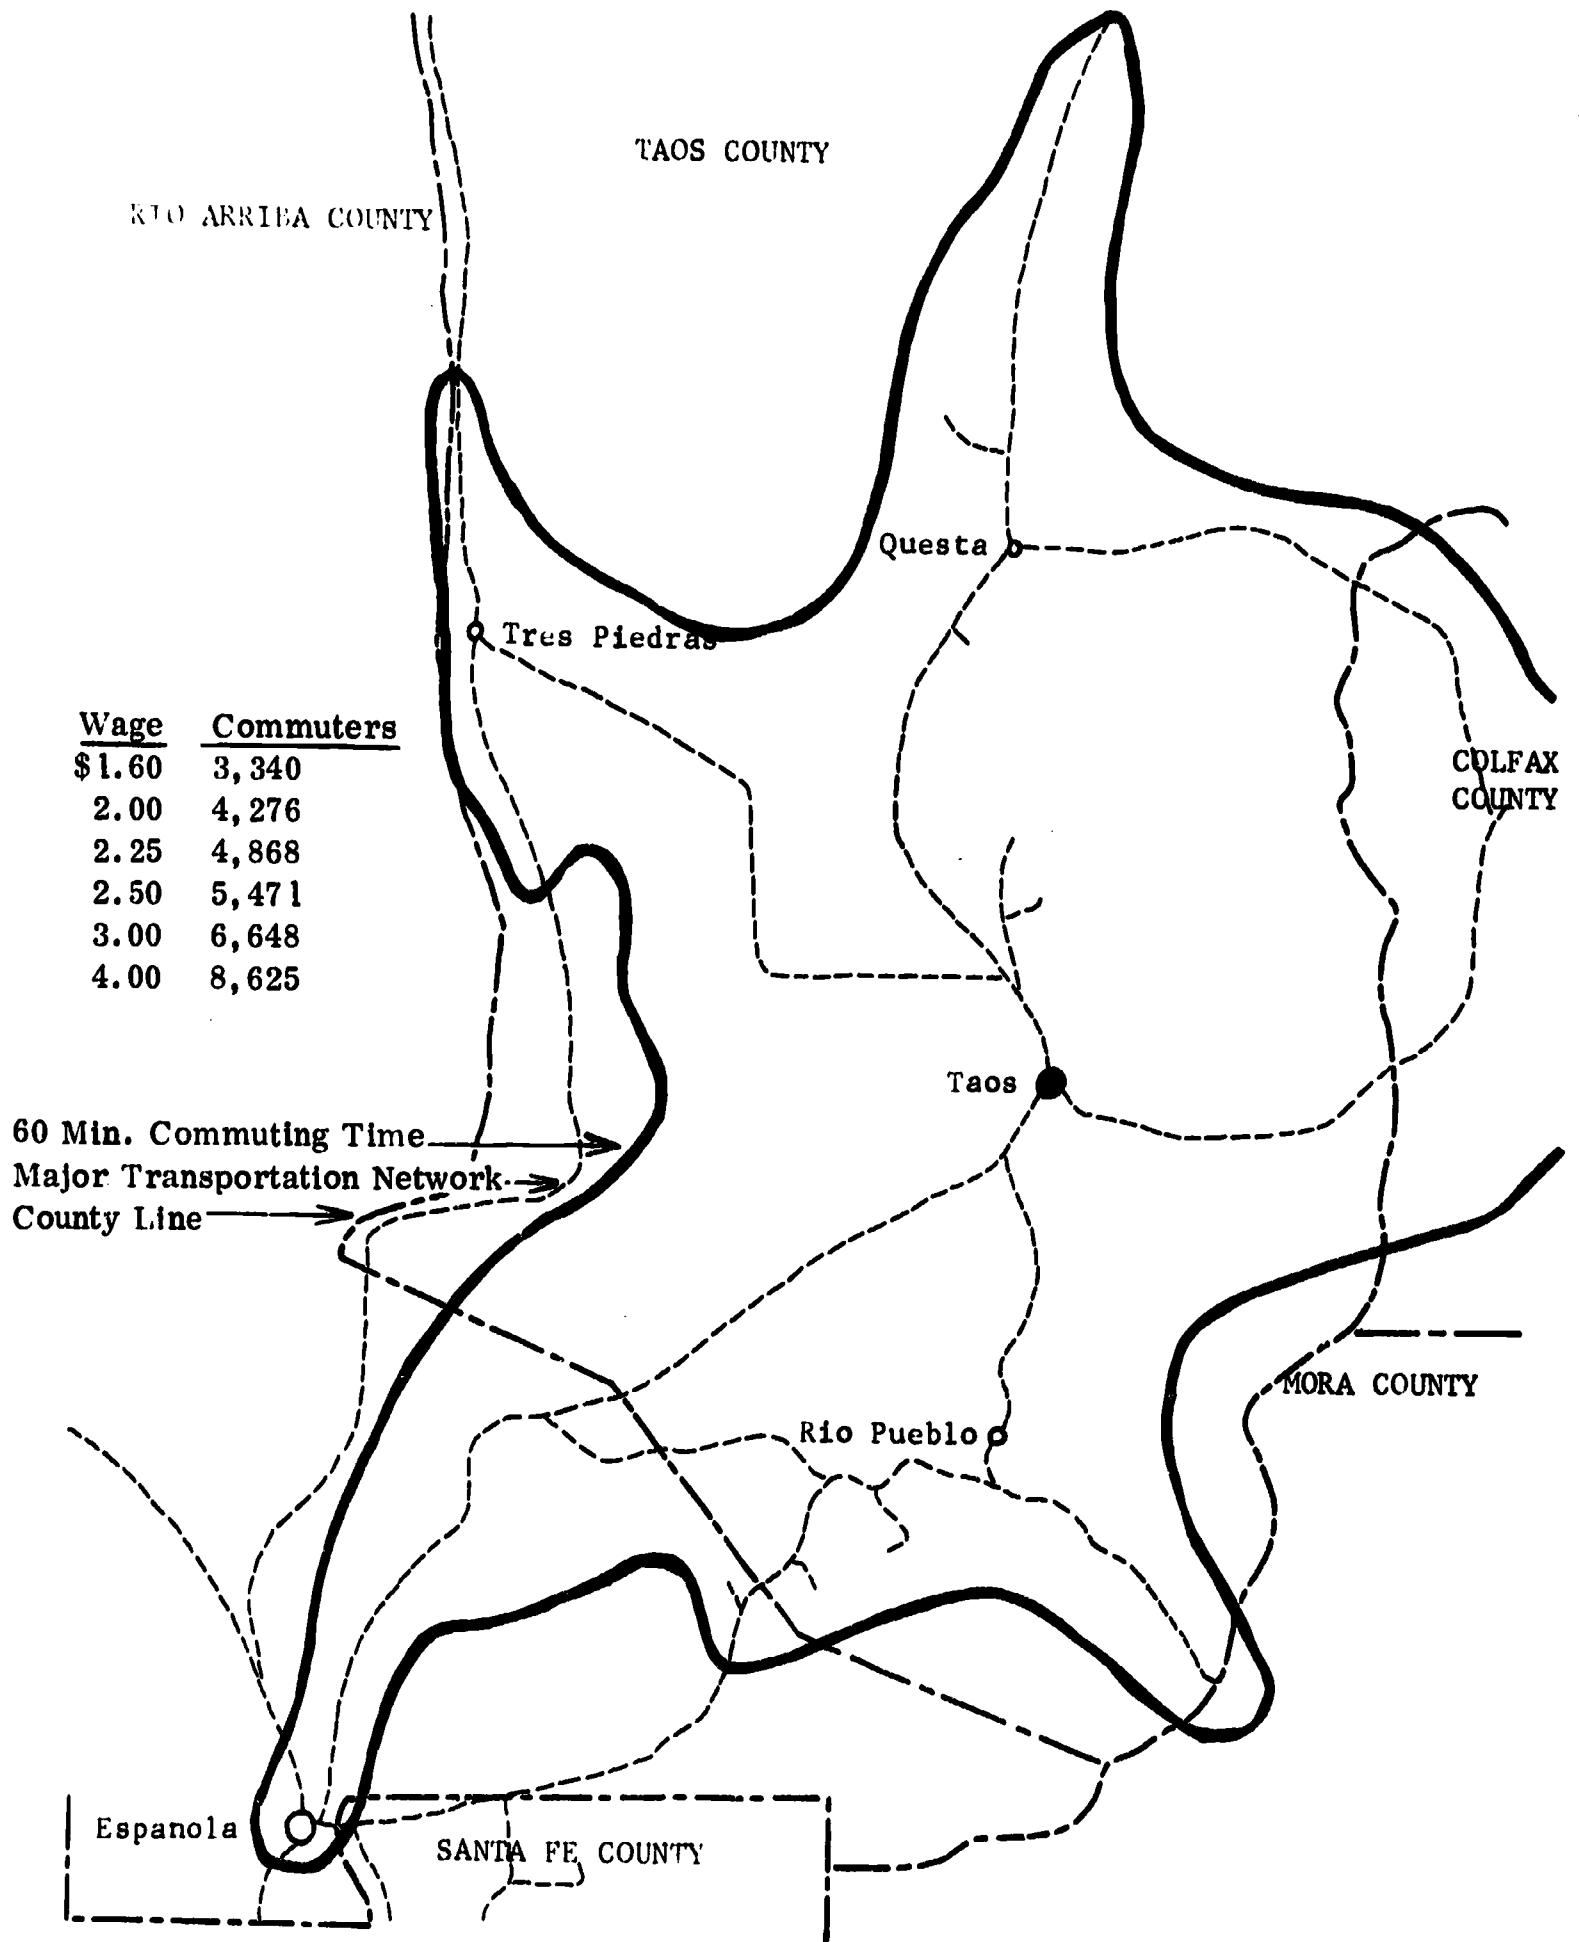 TAOS COUNTY
RIO ARRIBA COUNTY
Questa
Tres Piedras
Wage Commuters
$1.60 3,340
2.00 4,276
2.25 4,868
2.50 5,471
3.00 6,648
4.00 8,625
COLFAX
COUNTY
Taos
60 Min. Commuting Time
Major Transportation Network
County Line
MORA COUNTY
Rio Pueblo
Espanola
SANTA FE COUNTY